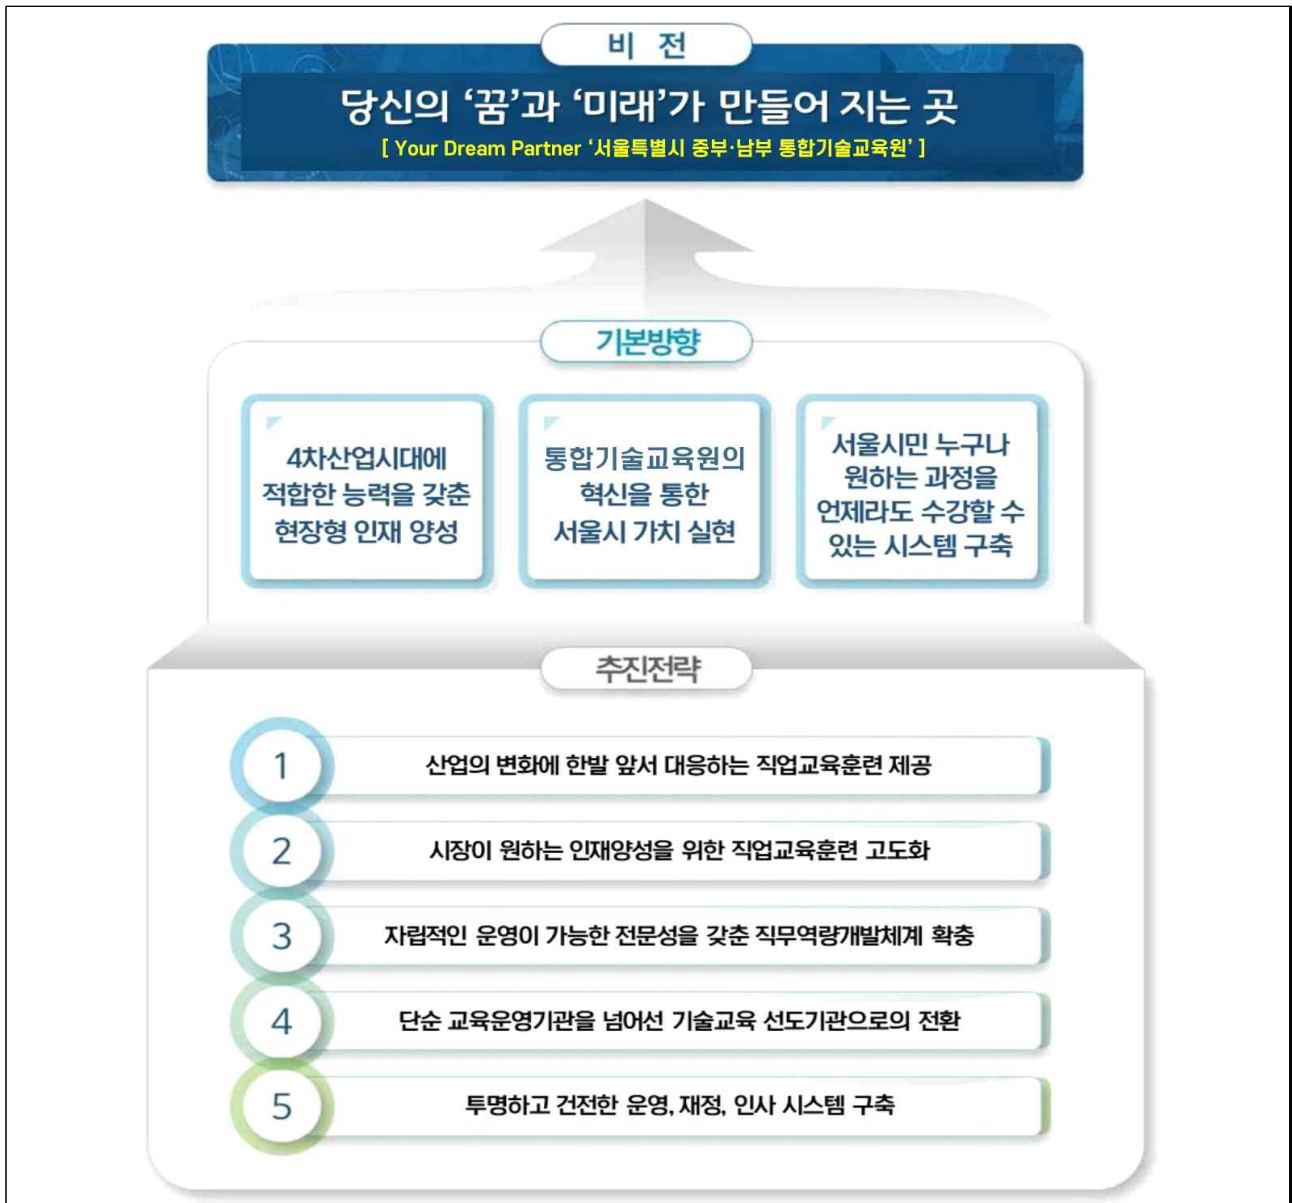 비 전
당신의 ‘꿈’과 ‘미래’가 만들어 지는 곳
[ Your Dream Partner ‘서울특별시 중부·남부 통합기술교육원’ ]
기본방향
4차산업시대에
적합한 능력을 갖춘
현장형 인재 양성
통합기술교육원의
혁신을 통한
서울시 가치 실현
서울시민 누구나
원하는 과정을
언제라도 수강할 수
있는 시스템 구축
추진전략
1 산업의 변화에 한발 앞서 대응하는 직업교육훈련 제공
2 시장이 원하는 인재양성을 위한 직업교육훈련 고도화
3 자립적인 운영이 가능한 전문성을 갖춘 직무역량개발체계 확충
4 단순 교육운영기관을 넘어선 기술교육 선도기관으로의 전환
5 투명하고 건전한 운영, 재정, 인사 시스템 구축